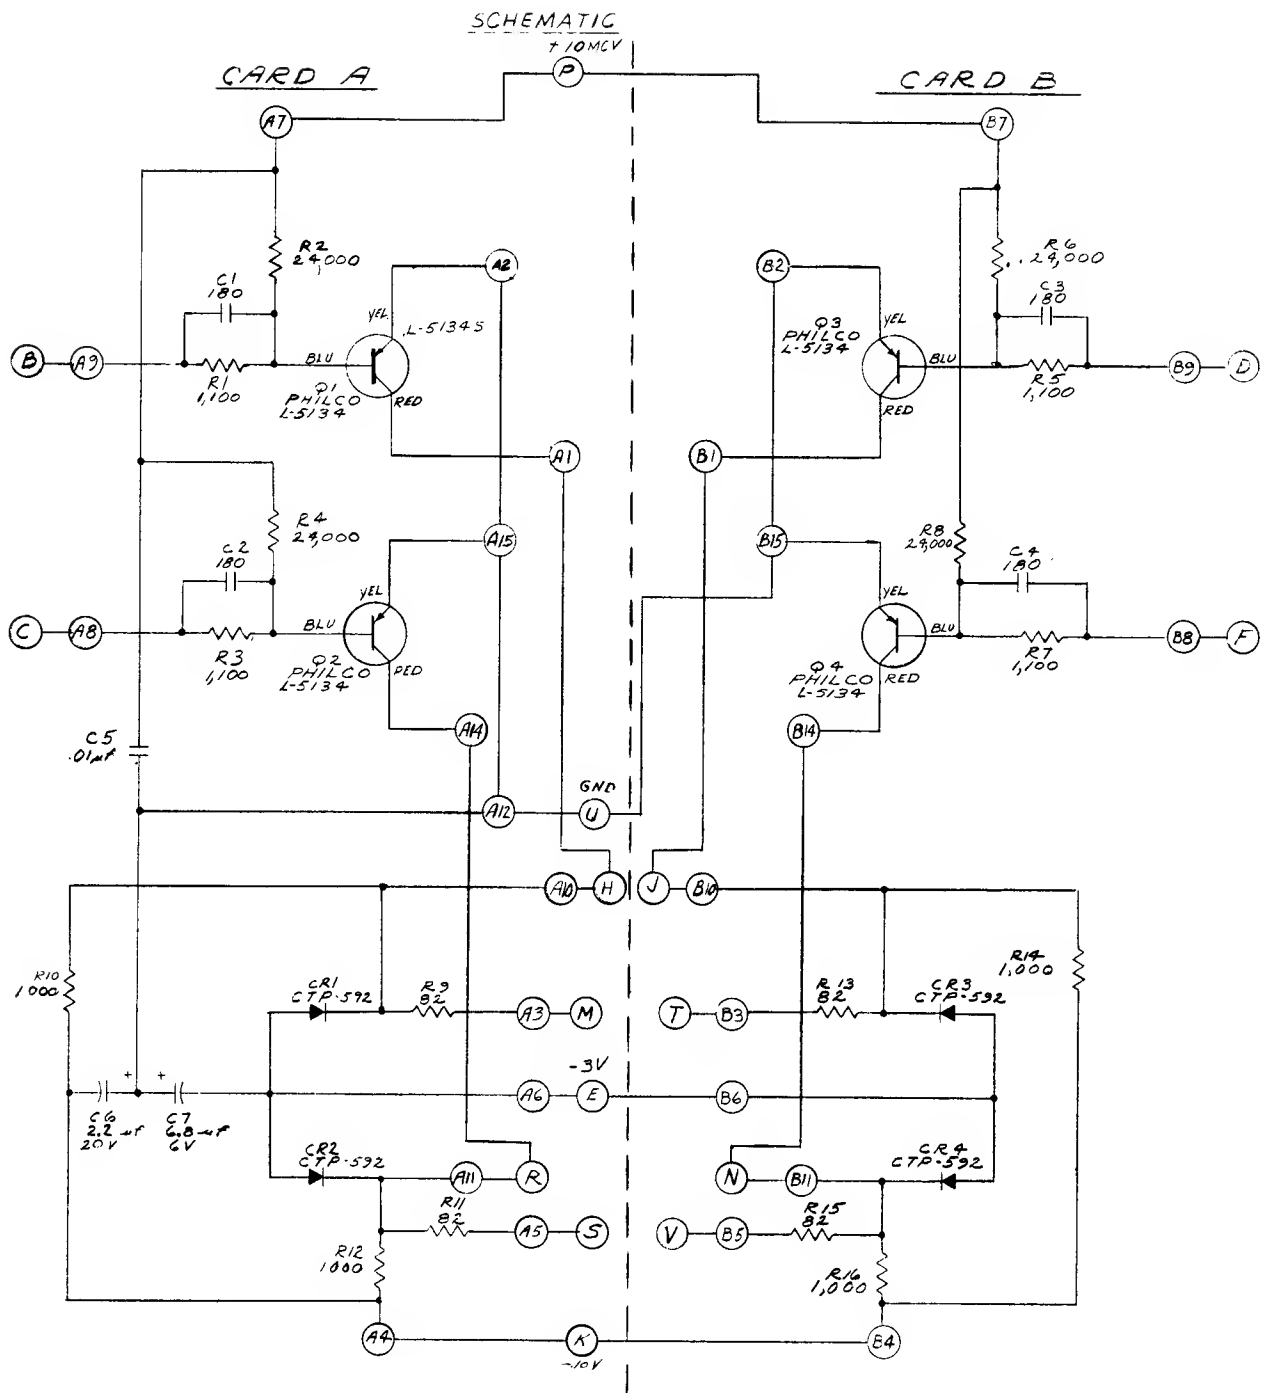 SCHEMATIC
+10MCV
P
CARD A
CARD B
A7
B7
R2
24,000
C1
180
YEL
L-5134S
A2
B
A9
R1
1,100
BLU
Q1
PHILCO
L-5134
RED
A1
B2
YEL
Q3
PHILCO
L-5134
BLU
RED
R6
24,000
C3
180
R5
1,100
B9
D
B1
R4
24,000
C2
180
A15
YEL
C
A8
R3
1,100
BLU
Q2
PHILCO
L-5134
RED
A14
B15
R8
24,000
C4
180
YEL
BLU
Q4
PHILCO
L-5134
RED
R7
1,100
B8
F
B14
C5
.01µf
A12
GND
U
A10
H
J
B10
R10
1000
CR1
CTP-592
R9
82
A3
M
T
B3
R13
82
CR3
CTP-592
R14
1,000
-3V
A6
E
B6
+
+
C6
2.2 µf
20V
C7
6.8 µf
6V
CR2
CTP-592
A11
R
N
B11
CR4
CTP-592
R11
82
A5
S
V
B5
R15
82
R12
1000
R16
1,000
A4
K
-10V
B4